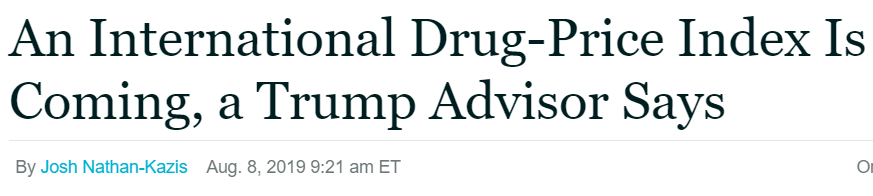 An International Drug-Price Index Is
Coming, a Trump Advisor Says
By Josh Nathan-Kazis Aug. 8, 2019 9:21 am ET